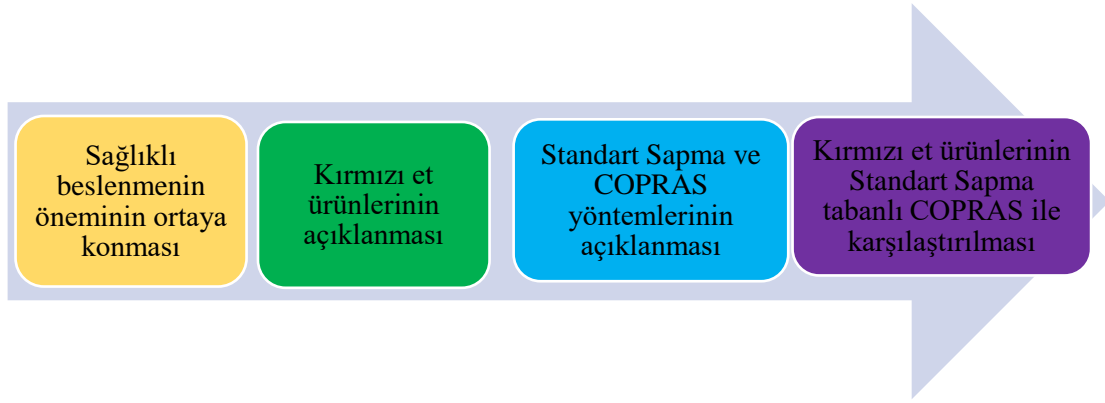 Sağlıklı
beslenmenin
öneminin ortaya
konması
Kırmızı et
ürünlerinin
açıklanması
Standart Sapma ve
COPRAS
yöntemlerinin
açıklanması
Kırmızı et ürünlerinin
Standart Sapma
tabanlı COPRAS ile
karşılaştırılması